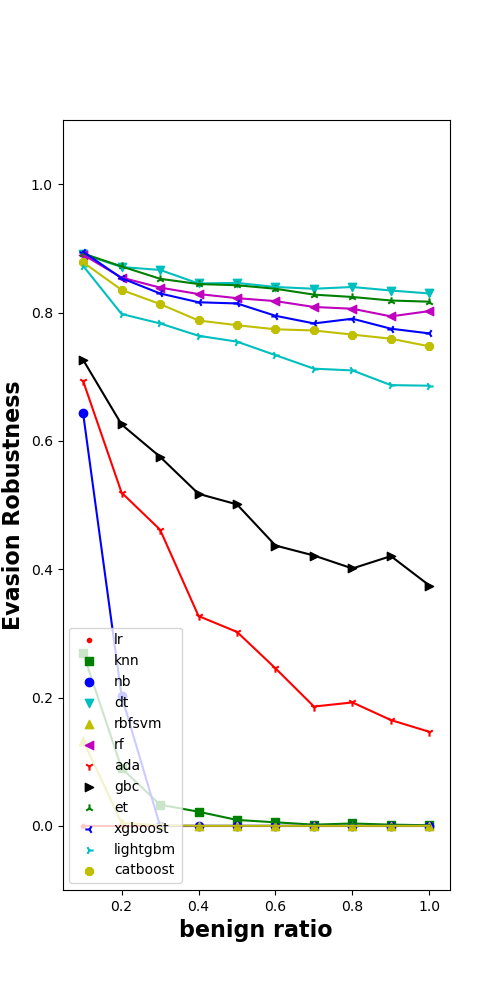 Evasion Robustness
1.0
0.8
0.6
0.4
0.2
0.0
lr
knn
nb
dt
rbfsvm
rf
ada
gbc
et
xgboost
lightgbm
catboost
0.2 0.4 0.6 0.8 1.0
benign ratio